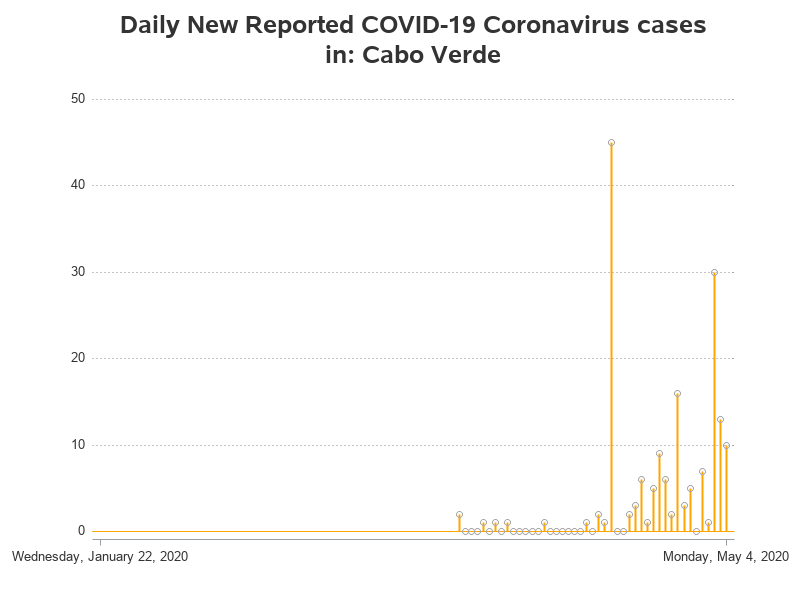 Daily New Reported COVID-19 Coronavirus cases
in: Cabo Verde
50
40
30
20
10
0
Wednesday, January 22, 2020
Monday, May 4, 2020